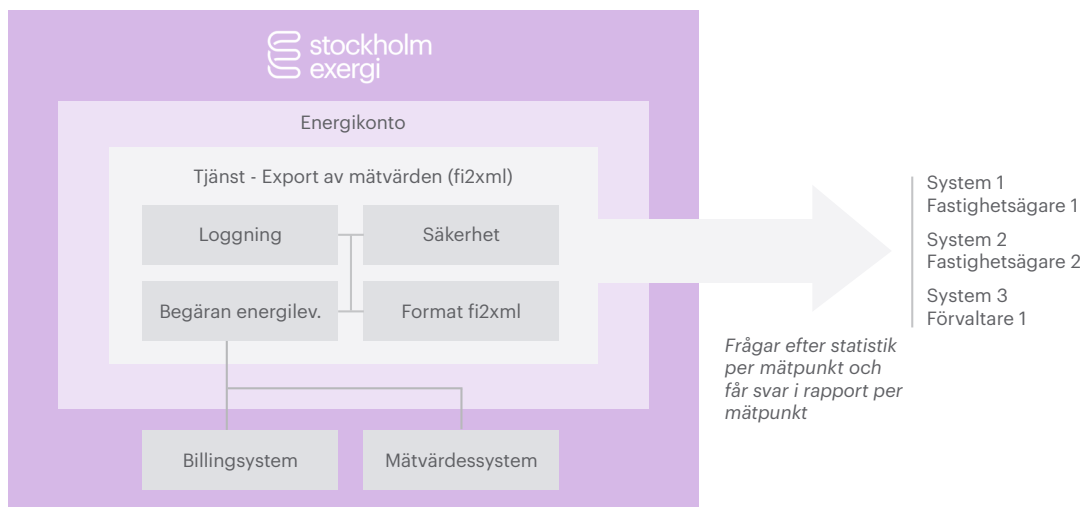 stockholm
exergi
Energikonto
Tjänst - Export av mätvärden (fi2xml)
Loggning
Säkerhet
Begäran energilev.
Format fi2xml
Billingsystem
Mätvärdessystem
System 1
Fastighetsägare 1
System 2
Fastighetsägare 2
System 3
Förvaltare 1
Frågar efter statistik
per mätpunkt och
får svar i rapport per
mätpunkt